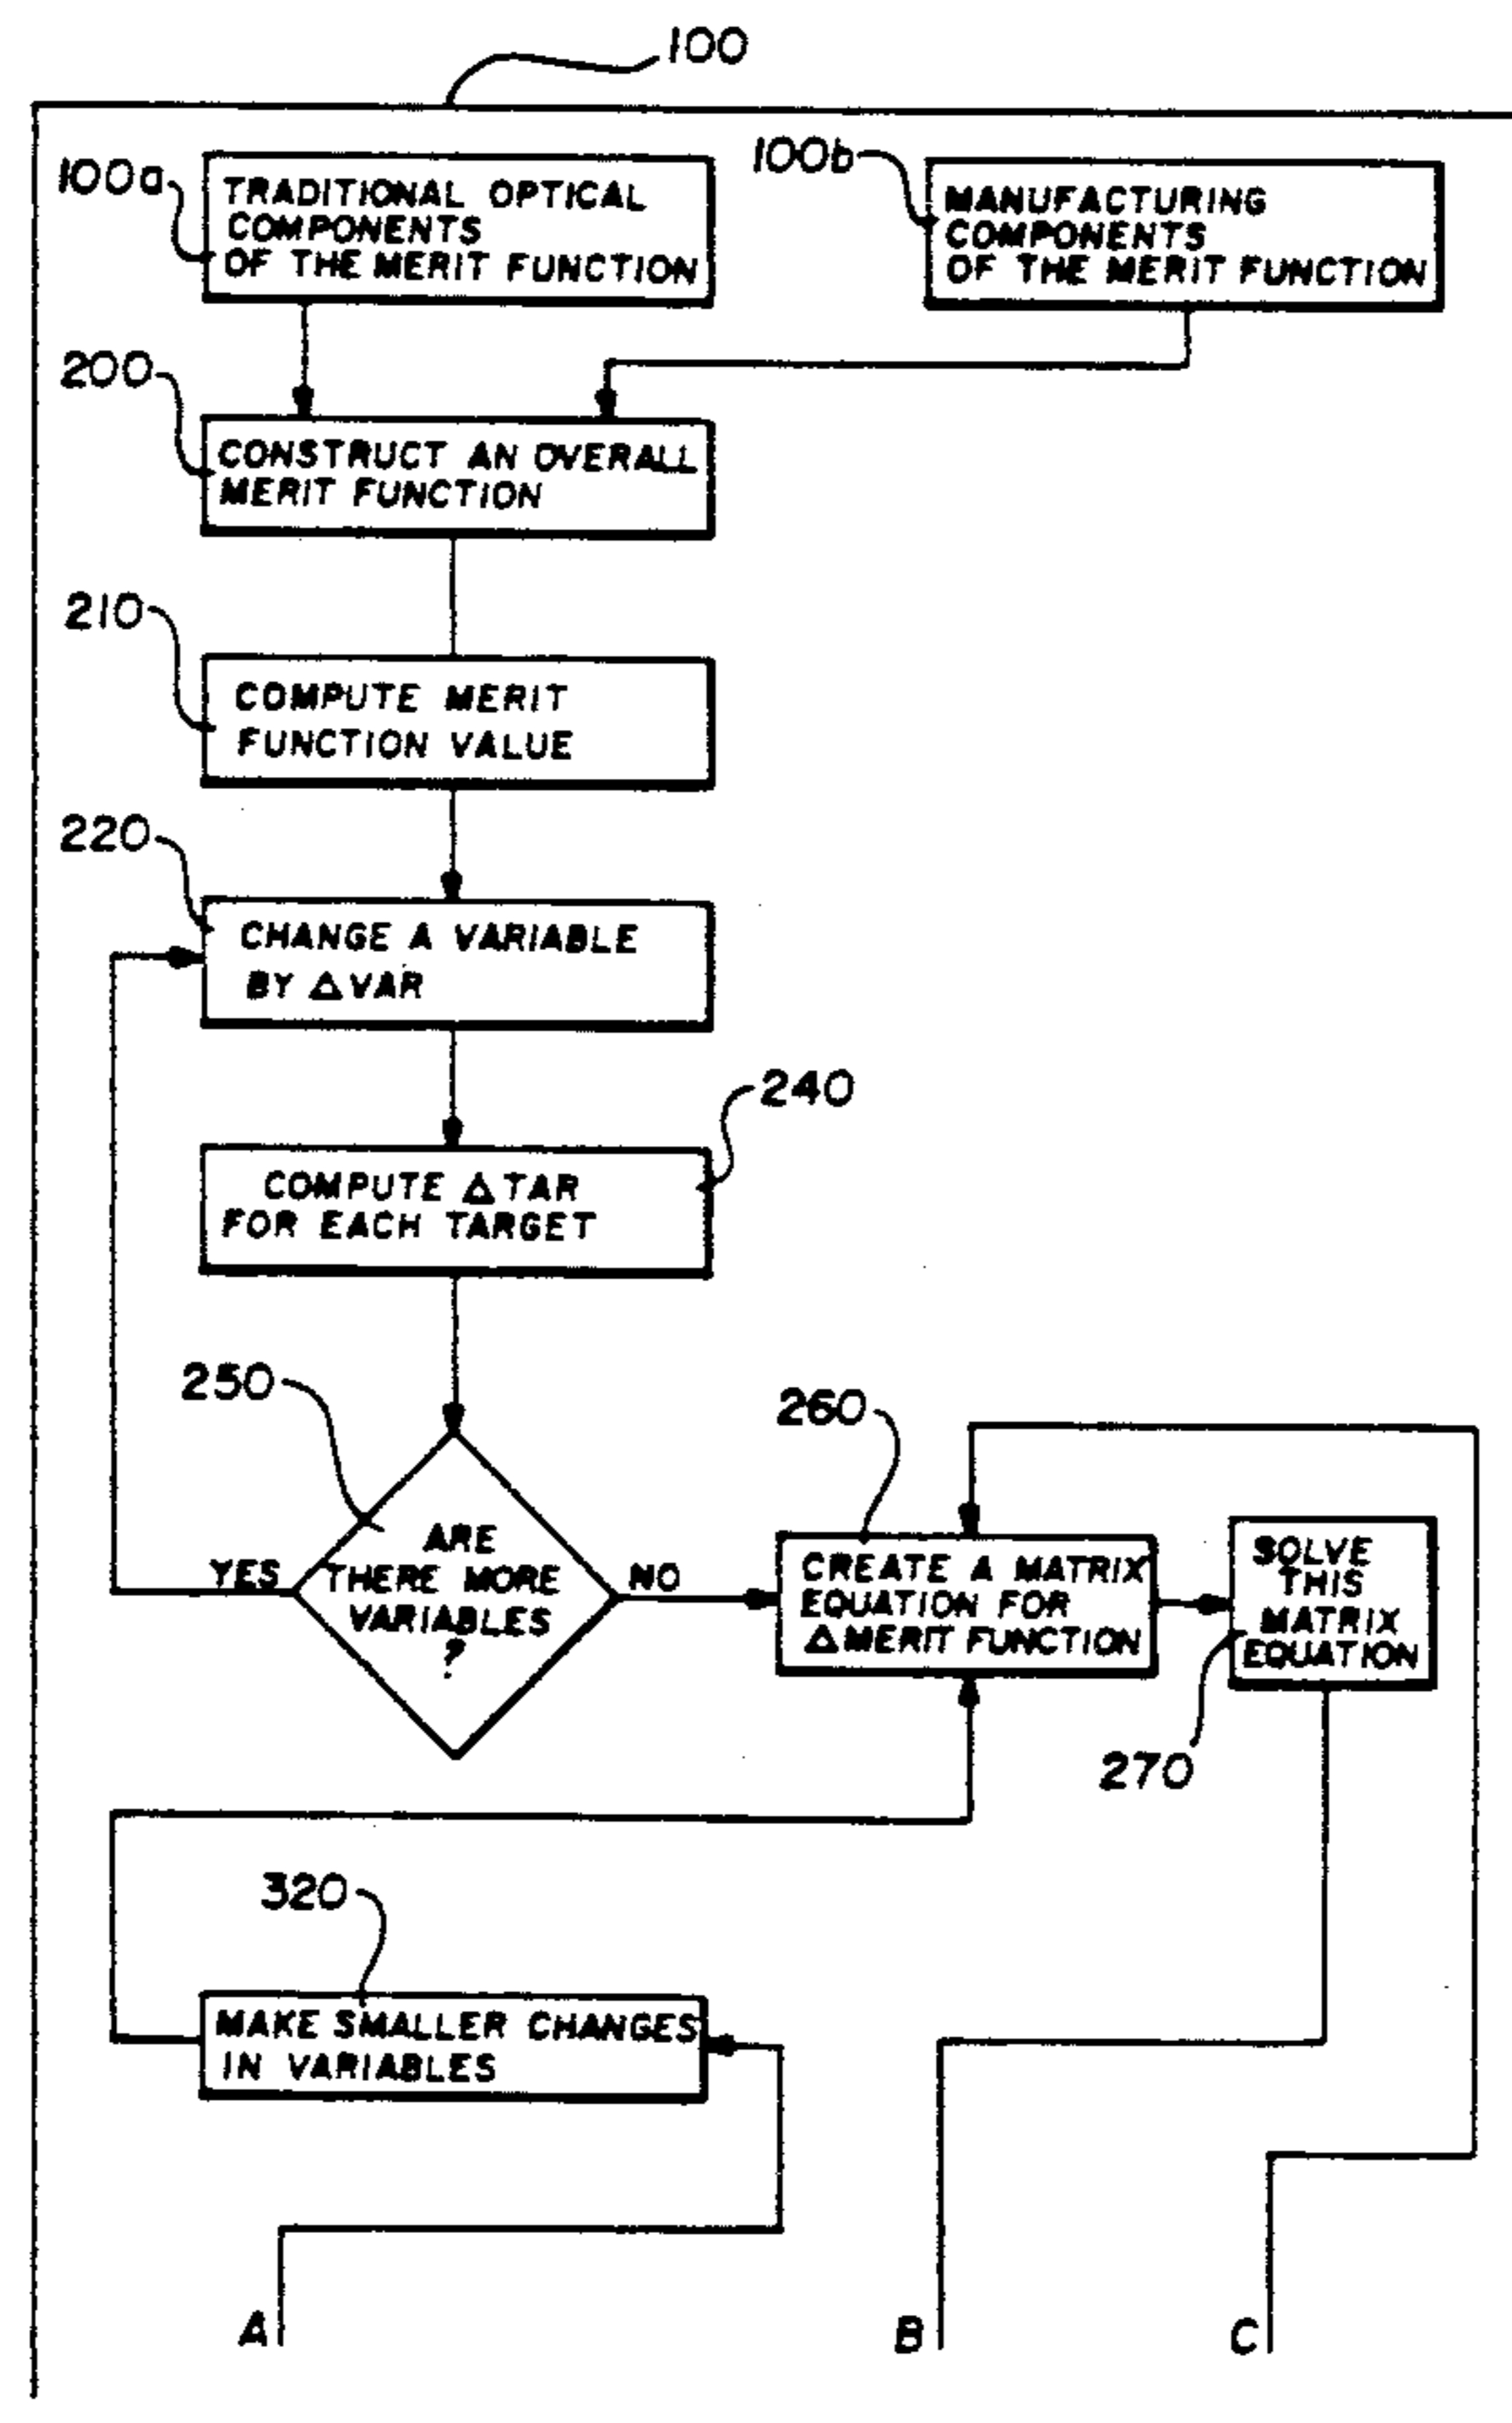 100
100a
TRADITIONAL OPTICAL
COMPONENTS
OF THE MERIT FUNCTION
100b
MANUFACTURING
COMPONENTS
OF THE MERIT FUNCTION
200
CONSTRUCT AN OVERALL
MERIT FUNCTION
210
COMPUTE MERIT
FUNCTION VALUE
220
CHANGE A VARIABLE
BY Δ VAR
240
COMPUTE Δ TAR
FOR EACH TARGET
250
ARE
THERE MORE
VARIABLES
?
YES
NO
260
CREATE A MATRIX
EQUATION FOR
Δ MERIT FUNCTION
SOLVE
THIS
MATRIX
EQUATION
270
320
MAKE SMALLER CHANGES
IN VARIABLES
A
B
C